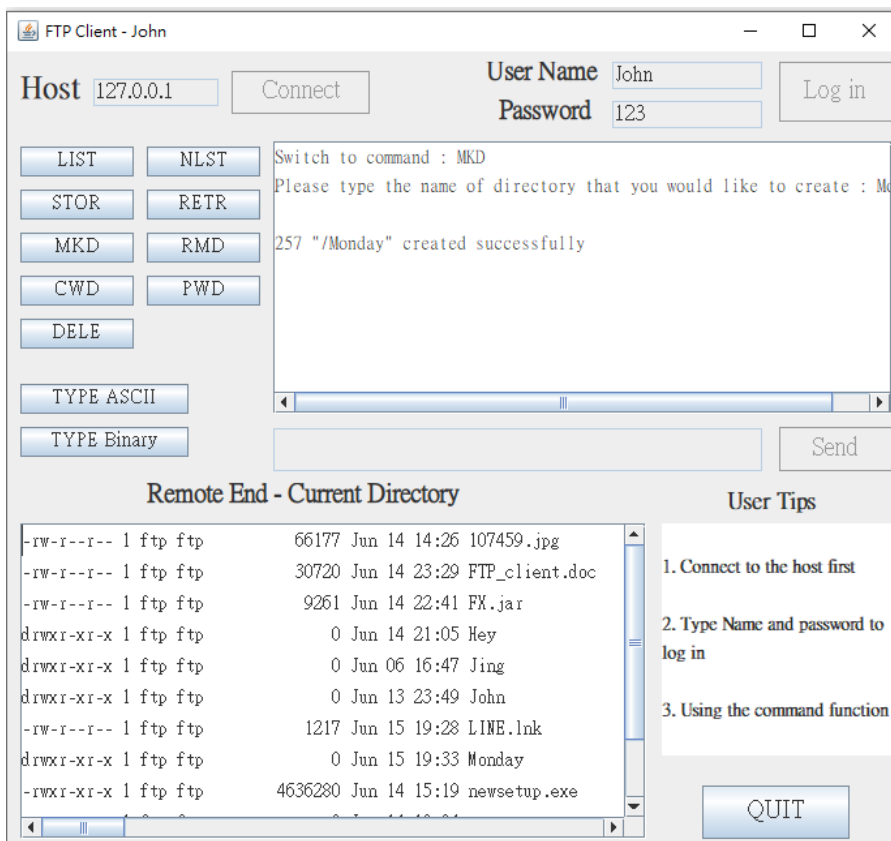 FTP Client - John
Host 127.0.0.1 Connect
User Name John
Password 123
Log in
LIST NLST
STOR RETR
MKD RMD
CWD PWD
DELE
TYPE ASCII
TYPE Binary
Switch to command : MKD
Please type the name of directory that you would like to create :
257 "/Monday" created successfully
Send
Remote End - Current Directory
-rw-r--r-- 1 ftp ftp 66177 Jun 14 14:26 107459.jpg
-rw-r--r-- 1 ftp ftp 30720 Jun 14 23:29 FTP_client.doc
-rw-r--r-- 1 ftp ftp 9261 Jun 14 22:41 FX.jar
drwxr-xr-x 1 ftp ftp 0 Jun 14 21:05 Hey
drwxr-xr-x 1 ftp ftp 0 Jun 06 16:47 Jing
drwxr-xr-x 1 ftp ftp 0 Jun 13 23:49 John
-rw-r--r-- 1 ftp ftp 1217 Jun 15 19:28 LINE.lnk
drwxr-xr-x 1 ftp ftp 0 Jun 15 19:33 Monday
-rwxr-xr-x 1 ftp ftp 4636280 Jun 14 15:19 newsetup.exe
User Tips
1. Connect to the host first
2. Type Name and password to
log in
3. Using the command function
QUIT